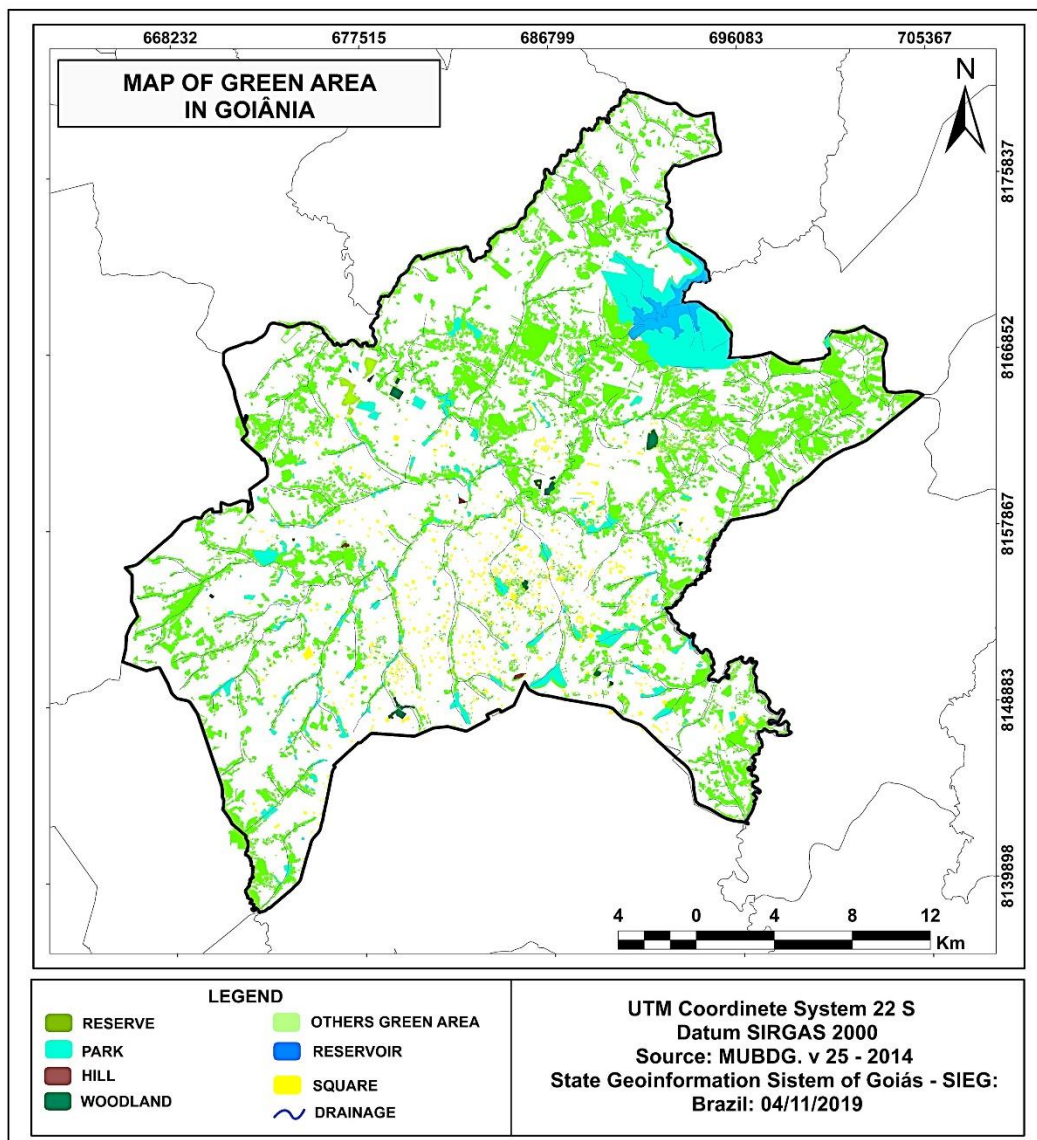 668232 677515 686799 696083 705367
MAP OF GREEN AREA
IN GOIÂNIA
N
8175837
8166852
8157867
8148883
8139898
4 0 4 8 12
Km
LEGEND
RESERVE
PARK
HILL
WOODLAND
OTHERS GREEN AREA
RESERVOIR
SQUARE
DRAINAGE
UTM Coordinete System 22 S
Datum SIRGAS 2000
Source: MUBDG. v 25 - 2014
State Geoinformation Sistem of Goiás - SIEG:
Brazil: 04/11/2019